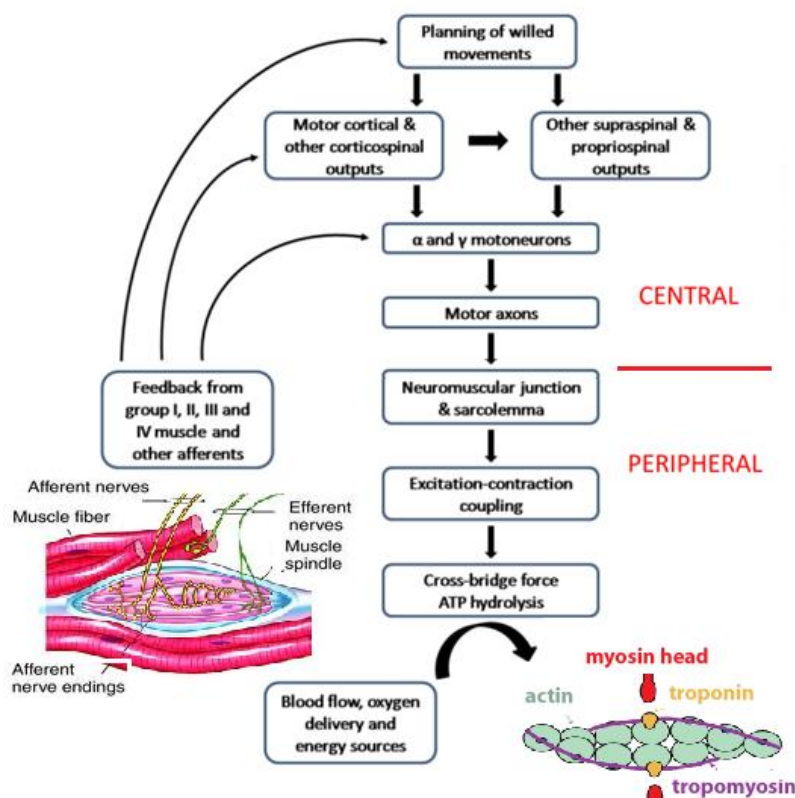 Planning of willed
movements
Motor cortical &
other corticospinal
outputs
Other supraspinal &
propriospinal
outputs
α and γ motoneurons
CENTRAL
Motor axons
Feedback from
group I, II, III and
IV muscle and
other afferents
Neuromuscular junction
& sarcolemma
PERIPHERAL
Excitation-contraction
coupling
Afferent nerves
Muscle fiber
Efferent
nerves
Muscle
spindle
Afferent
nerve endings
Cross-bridge force
ATP hydrolysis
Blood flow, oxygen
delivery and
energy sources
myosin head
actin
troponin
tropomyosin